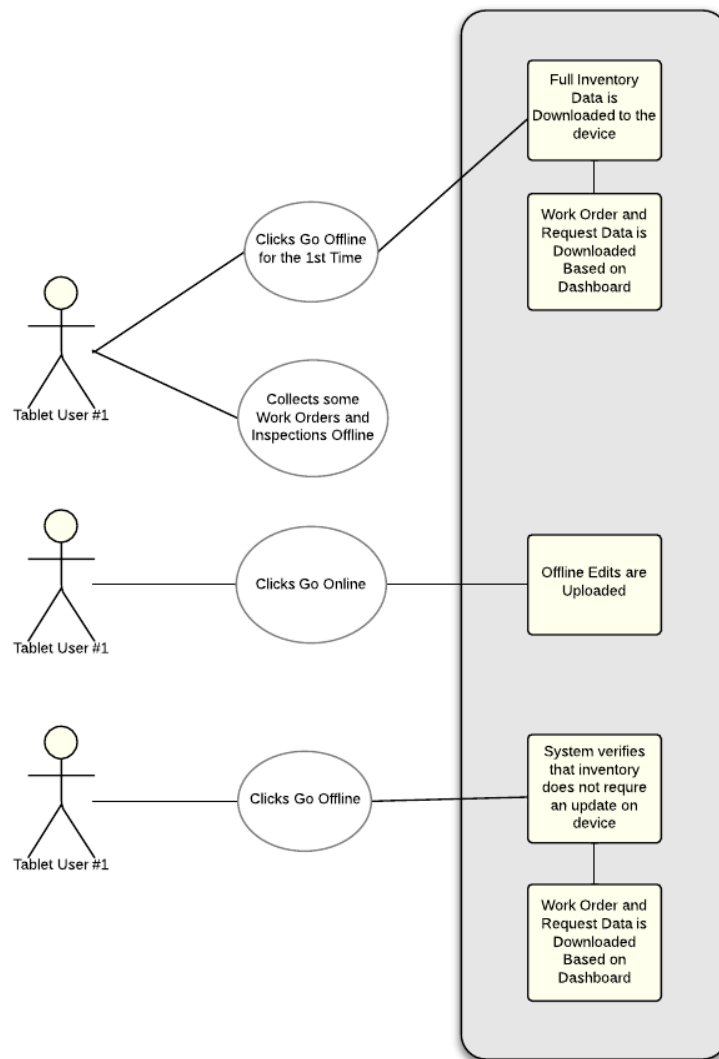 Full Inventory
Data is
Downloaded to the
device
Clicks Go Offline
for the 1st Time
Work Order and
Request Data is
Downloaded
Based on
Dashboard
Tablet User #1
Collects some
Work Orders and
Inspections Offline
Clicks Go Online
Offline Edits are
Uploaded
Tablet User #1
System verifies
that inventory
does not requre
an update on
device
Clicks Go Offline
Tablet User #1
Work Order and
Request Data is
Downloaded
Based on
Dashboard